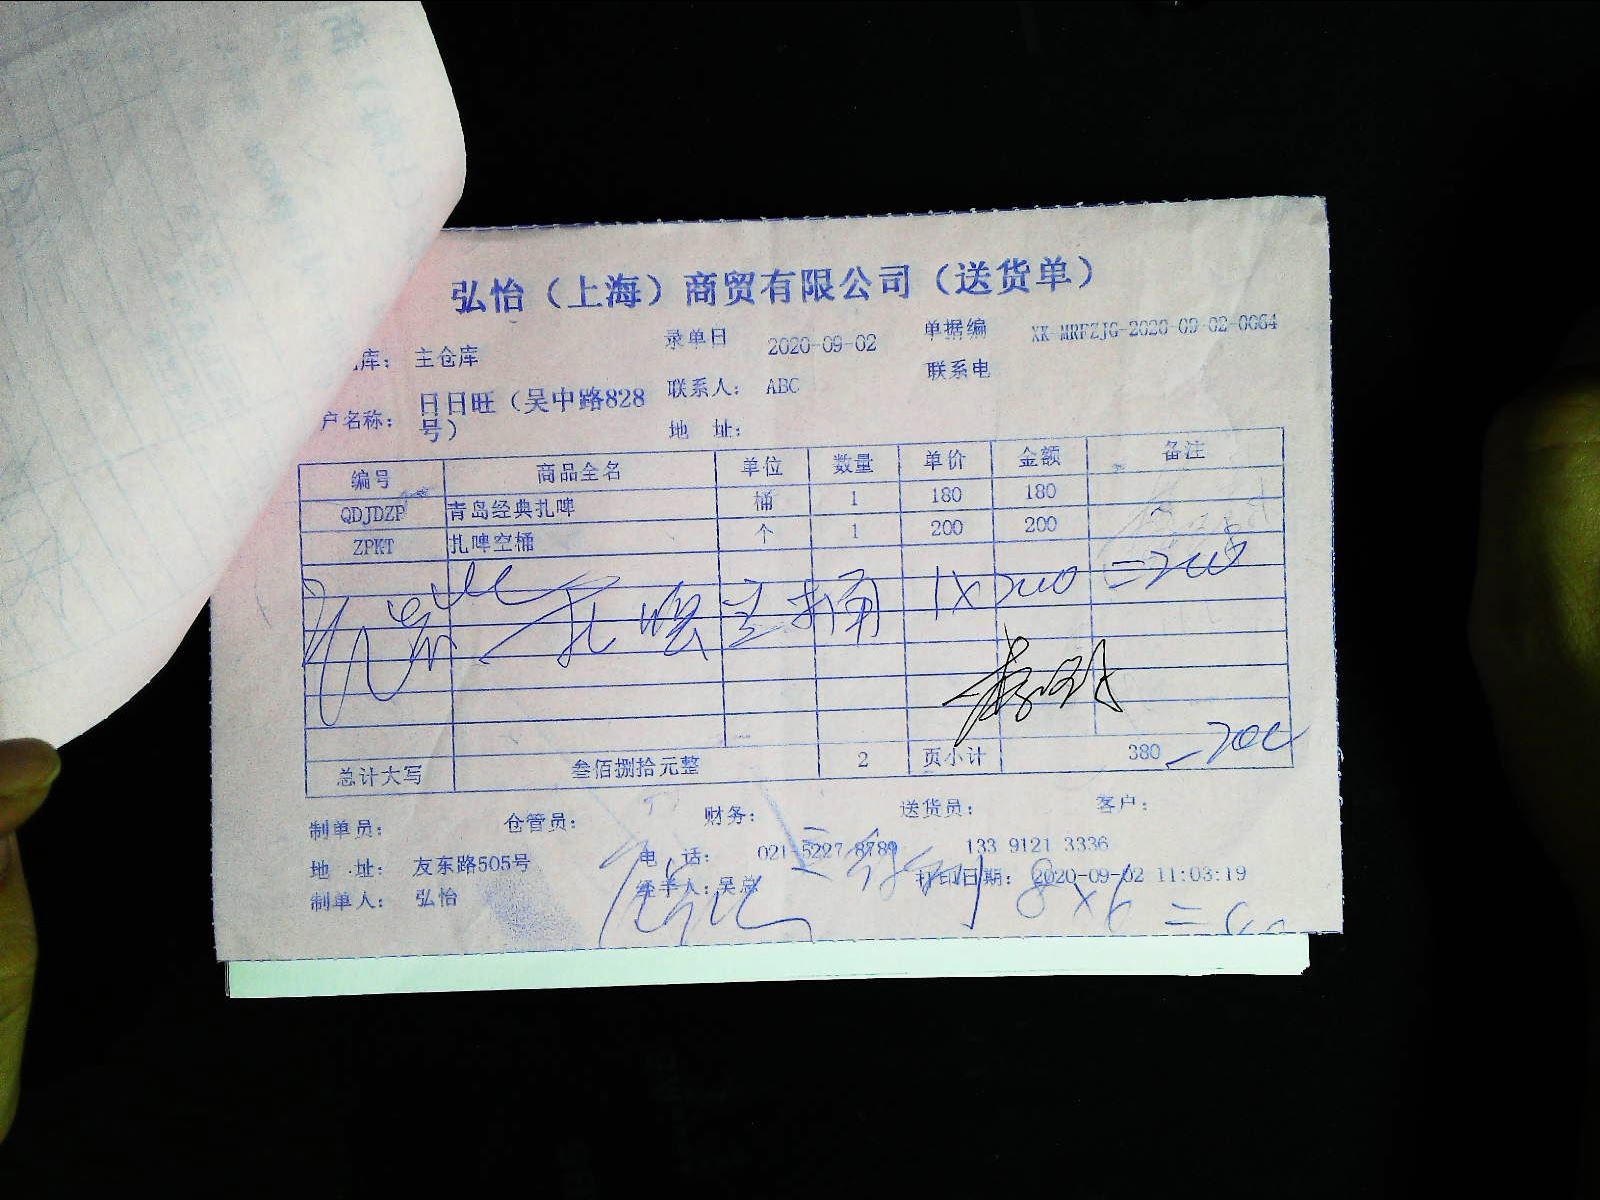 弘怡（上海）商贸有限公司（送货单）
库： 主仓库 录单日 2020-09-02 单据编 XK-MRFZJG-2020-09-02-0064
户名称： 日日旺（吴中路828号） 联系人： ABC 联系电
地 址：
编号 商品全名 单位 数量 单价 金额 备注
QDJDZP 青岛经典扎啤 桶 1 180 180
ZPKT 扎啤空桶 个 1 200 200
扎啤空桶 1×200=200
总计大写 叁佰捌拾元整 2 页小计 380 -200
制单员： 仓管员： 财务： 送货员： 客户：
地 址： 友东路505号 电 话： 021-5227 8789 133 9121 3336
制单人： 弘怡 经手人：吴总 打印日期： 2020-09-02 11:03:19
8×6=